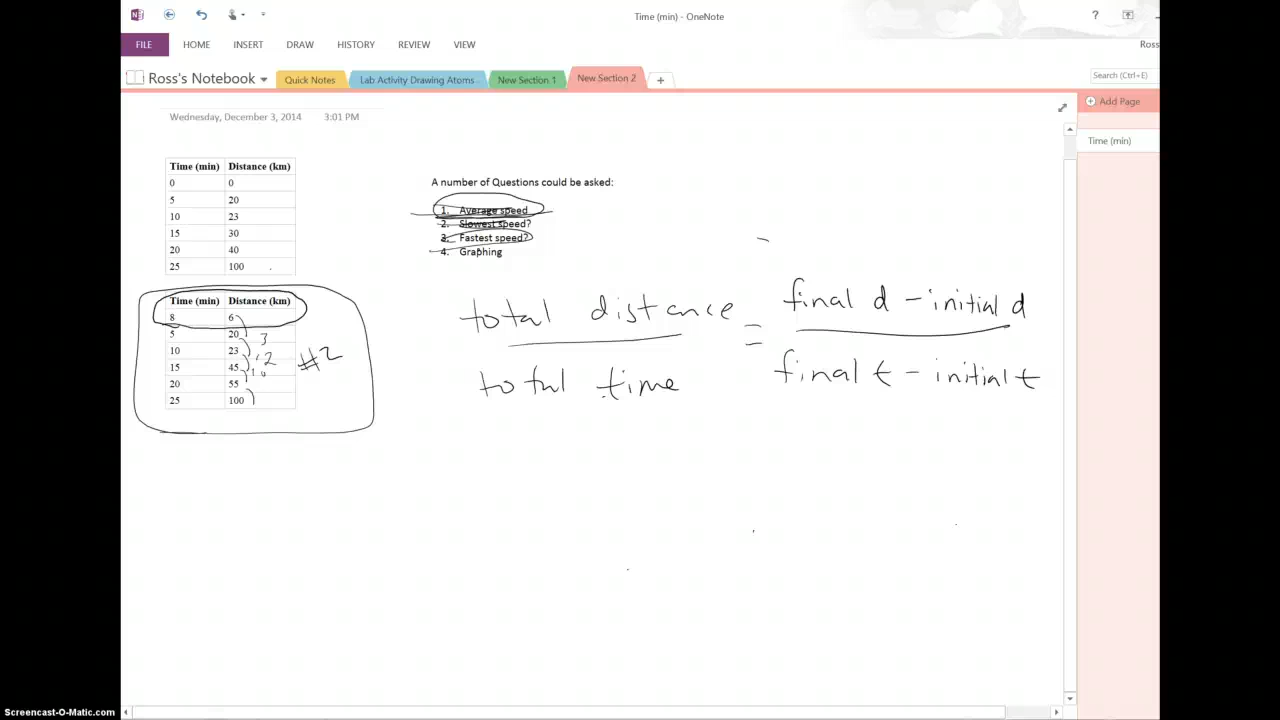 Time (min) - OneNote
?
FILE HOME INSERT DRAW HISTORY REVIEW VIEW
Ross
Ross's Notebook
Quick Notes
Lab Activity Drawing Atoms
New Section 1
New Section 2
+
Search (Ctrl+E)
Add Page
Time (min)
Wednesday, December 3, 2014 3:01 PM
Time (min) Distance (km)
0 0
5 20
10 23
15 30
20 40
25 100
A number of Questions could be asked:
1. Average speed
2. Slowest speed?
3. Fastest speed?
4. Graphing
Time (min) Distance (km)
8 6
5 20
10 23
15 45
20 55
25 100
3
#2
total distance
total time
=
final d - initial d
final t - initial t
Screencast-O-Matic.com